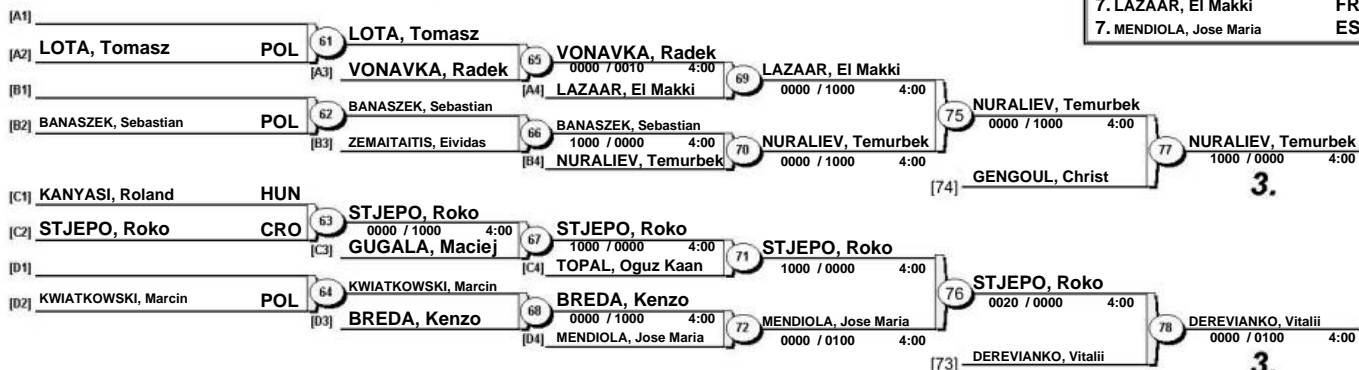 7. LAZAAR, El Makki FR
7. MENDIOLA, Jose Maria ES
[A1]
[A2] LOTA, Tomasz POL
61
LOTA, Tomasz
[A3] VONAVKA, Radek
65
VONAVKA, Radek
0000 / 0010 4:00
[A4] LAZAAR, El Makki
69
LAZAAR, El Makki
0000 / 1000 4:00
[B1]
[B2] BANASZEK, Sebastian POL
62
BANASZEK, Sebastian
[B3] ZEMAITAITIS, Eividas
66
BANASZEK, Sebastian
1000 / 0000 4:00
[B4] NURALIEV, Temurbek
70
NURALIEV, Temurbek
0000 / 1000 4:00
75
NURALIEV, Temurbek
0000 / 1000 4:00
[74] GENGOUL, Christ
77
NURALIEV, Temurbek
1000 / 0000 4:00
3.
[C1] KANYASI, Roland HUN
[C2] STJEPO, Roko CRO
63
STJEPO, Roko
0000 / 1000 4:00
[C3] GUGALA, Maciej
67
STJEPO, Roko
1000 / 0000 4:00
[C4] TOPAL, Oguz Kaan
71
STJEPO, Roko
1000 / 0000 4:00
[D1]
[D2] KWIATKOWSKI, Marcin POL
64
KWIATKOWSKI, Marcin
[D3] BREDA, Kenzo
68
BREDA, Kenzo
0000 / 1000 4:00
[D4] MENDIOLA, Jose Maria
72
MENDIOLA, Jose Maria
0000 / 0100 4:00
76
STJEPO, Roko
0020 / 0000 4:00
[73] DEREVIANKO, Vitalii
78
DEREVIANKO, Vitalii
0000 / 0100 4:00
3.